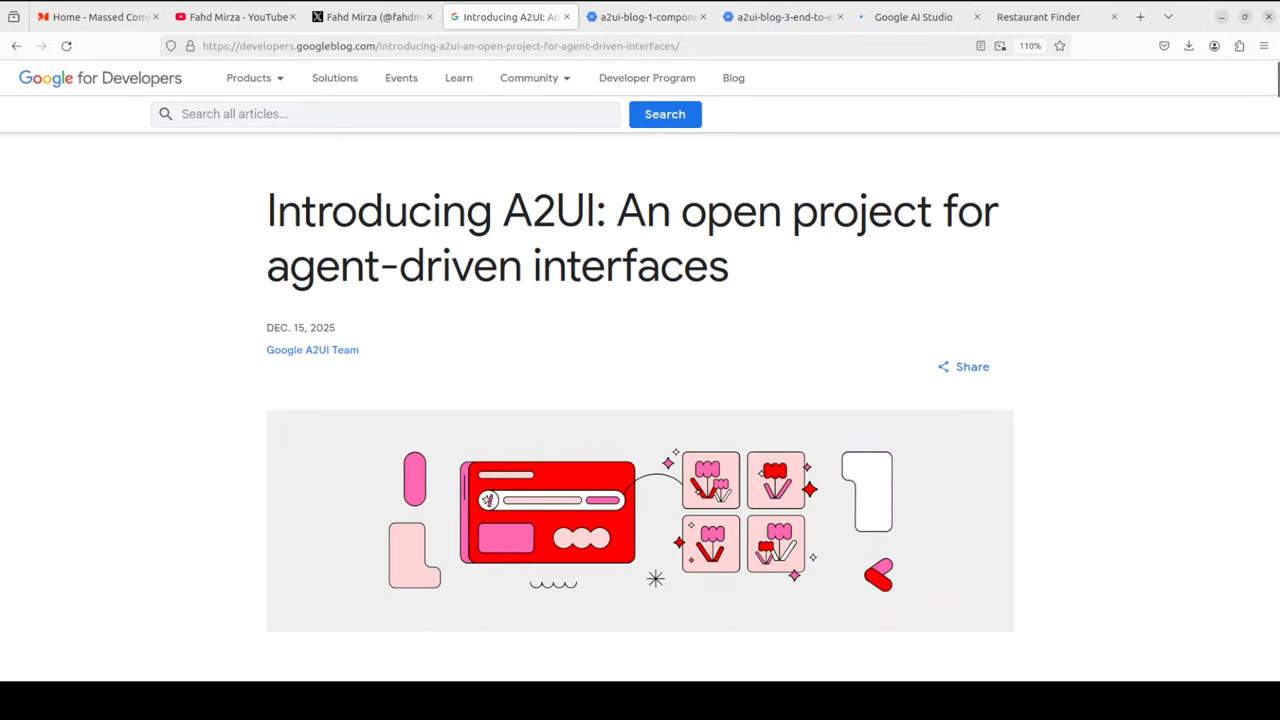 Home - Massed Com
Fahd Mirza - YouTube
Fahd Mirza (@fahdm
Introducing A2UI: An
a2ui-blog-1-compone
a2ui-blog-3-end-to-e
Google AI Studio
Restaurant Finder
https://developers.googleblog.com/introducing-a2ui-an-open-project-for-agent-driven-interfaces/
110%
Google for Developers
Products
Solutions
Events
Learn
Community
Developer Program
Blog
Search all articles...
Search
Introducing A2UI: An open project for
agent-driven interfaces
DEC. 15, 2025
Google A2UI Team
Share